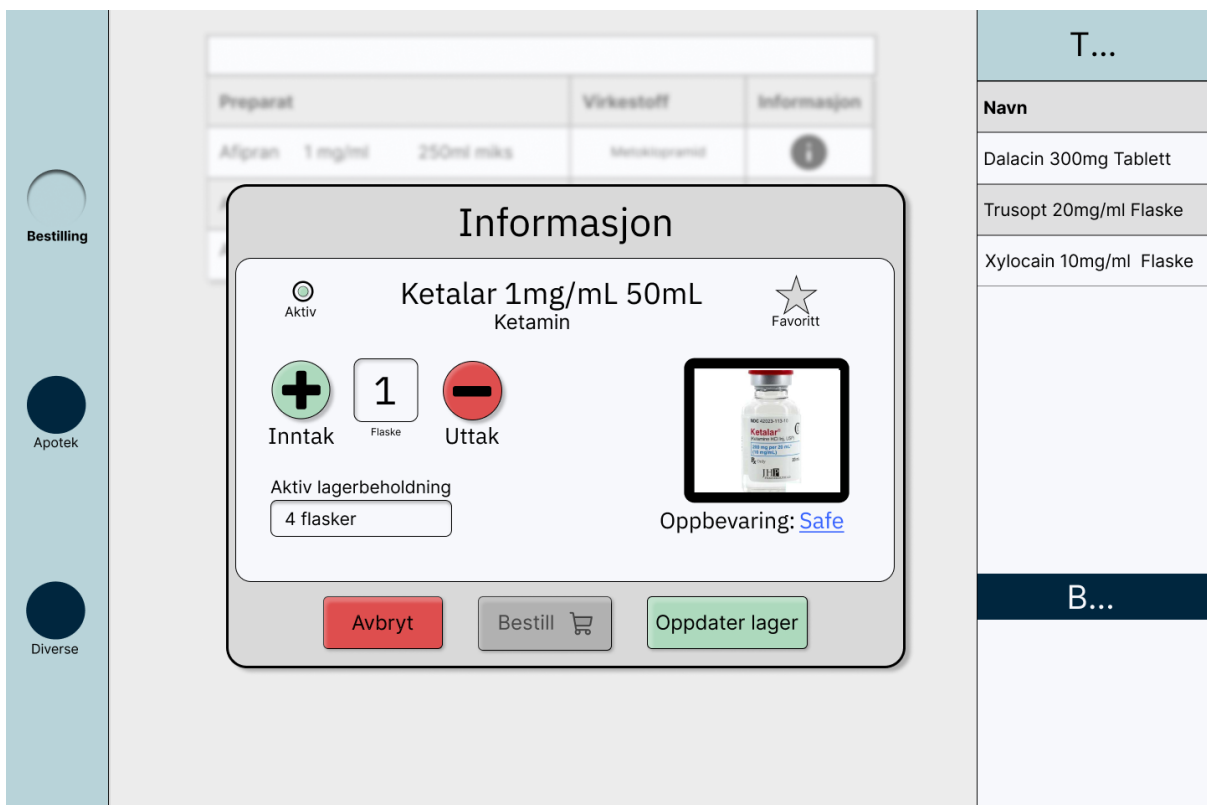 Bestilling
Apotek
Diverse
Preparat Virkestoff Informasjon
Afipran 1 mg/ml 250ml miks Metoklopramid
Informasjon
Aktiv
Ketalar 1mg/mL 50mL
Ketamin
Favoritt
1
Flaske
Inntak
Uttak
Aktiv lagerbeholdning
4 flasker
Ketalar
Oppbevaring: Safe
Avbryt
Bestill
Oppdater lager
T...
Navn
Dalacin 300mg Tablett
Trusopt 20mg/ml Flaske
Xylocain 10mg/ml Flaske
B...